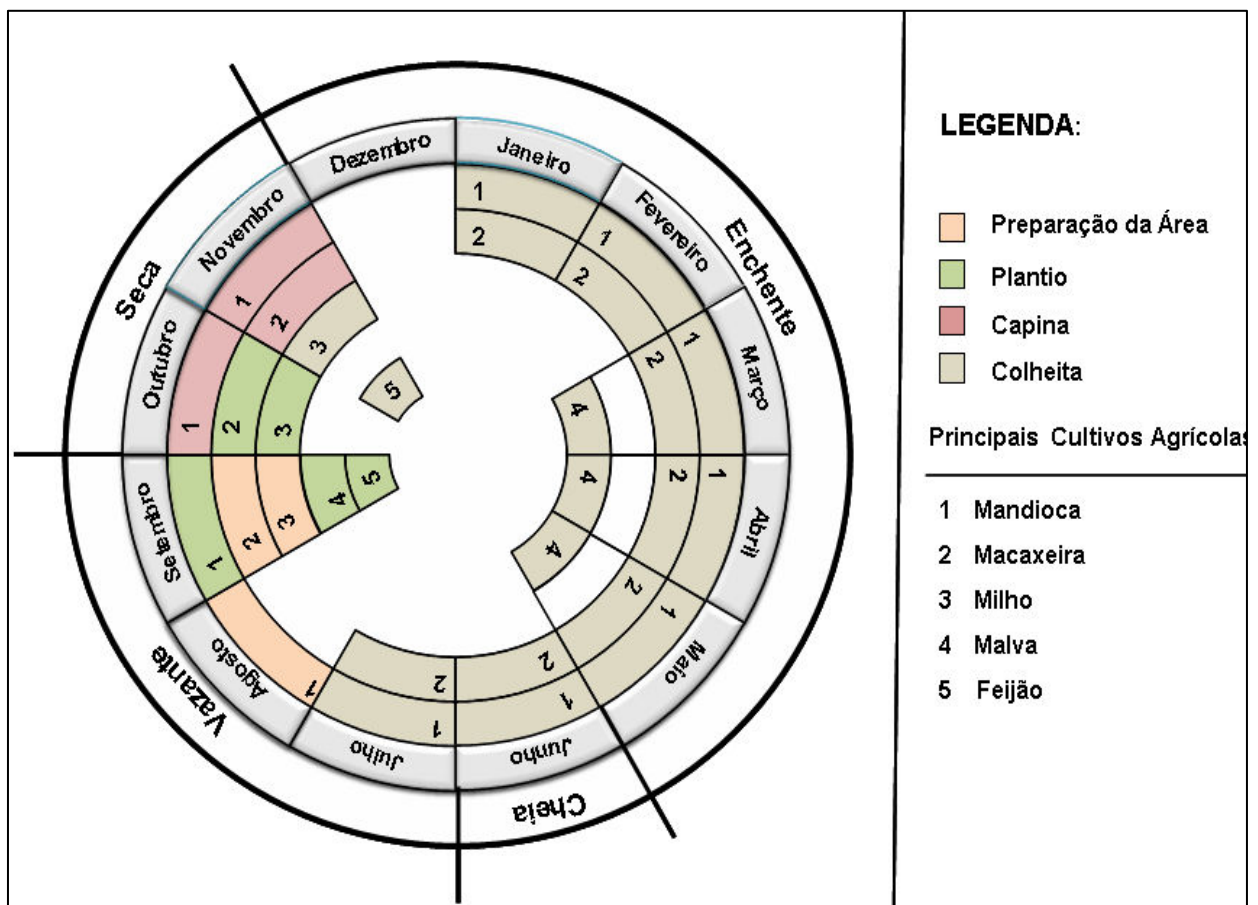 Janeiro
Fevereiro
Março
Abril
Maio
Junho
Julho
Agosto
Setembro
Outubro
Novembro
Dezembro
Enchente
Cheia
Vazante
Seca
1
2
1
2
1
2
4
1
2
4
1
2
4
1
2
1
2
1
1
2
3
4
5
1
2
3
1
2
3
5
LEGENDA:
Preparação da Área
Plantio
Capina
Colheita
Principais Cultivos Agrícolas
1 Mandioca
2 Macaxeira
3 Milho
4 Malva
5 Feijão